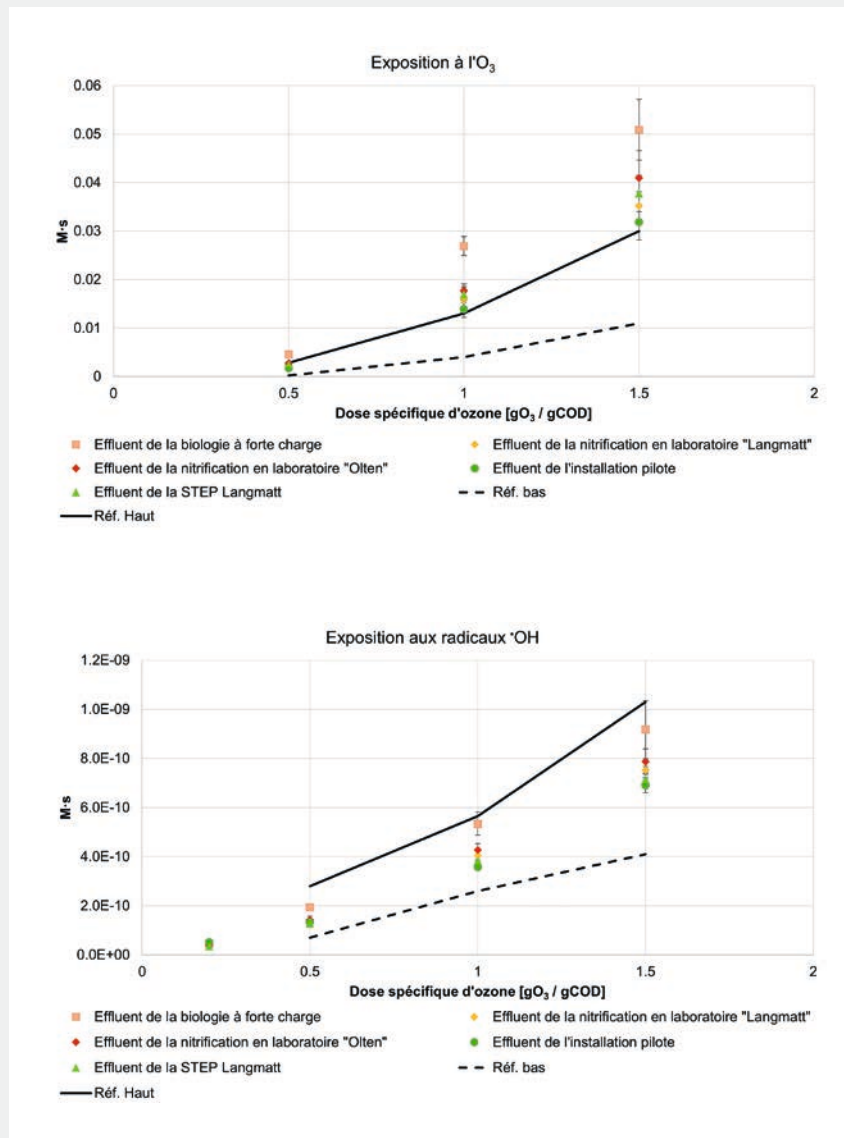 Exposition à l'O₃
0.06
0.05
0.04
0.03
0.02
0.01
0
M·s
0
0.5
1
1.5
2
Dose spécifique d'ozone [gO₃ / gCOD]
Effluent de la biologie à forte charge
Effluent de la nitrification en laboratoire "Langmatt"
Effluent de la nitrification en laboratoire "Olten"
Effluent de l'installation pilote
Effluent de la STEP Langmatt
Réf. bas
Réf. Haut
Exposition aux radicaux ˙OH
1.2E-09
1.0E-09
8.0E-10
6.0E-10
4.0E-10
2.0E-10
0.0E+00
M·s
0
0.5
1
1.5
2
Dose spécifique d'ozone [gO₃ / gCOD]
Effluent de la biologie à forte charge
Effluent de la nitrification en laboratoire "Langmatt"
Effluent de la nitrification en laboratoire "Olten"
Effluent de l'installation pilote
Effluent de la STEP Langmatt
Réf. bas
Réf. Haut